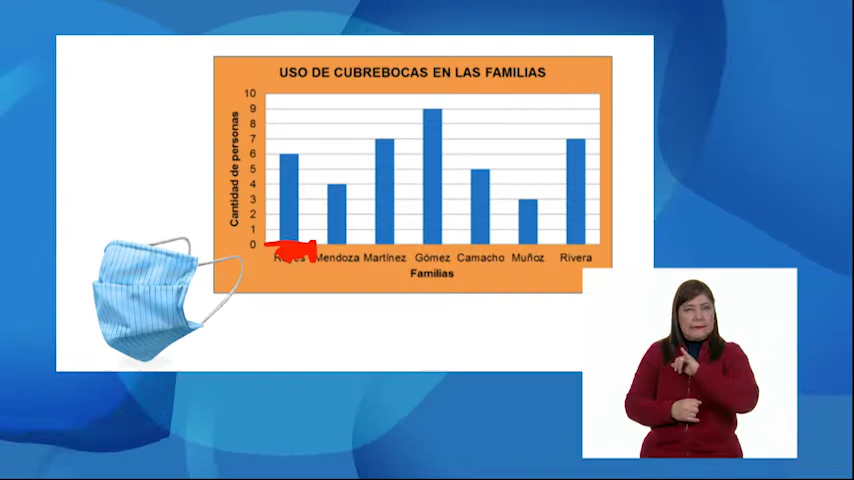 USO DE CUBREBOCAS EN LAS FAMILIAS
Cantidad de personas
10
9
8
7
6
5
4
3
2
1
0
Mendoza Martínez Gómez Camacho Muñoz Rivera
Familias